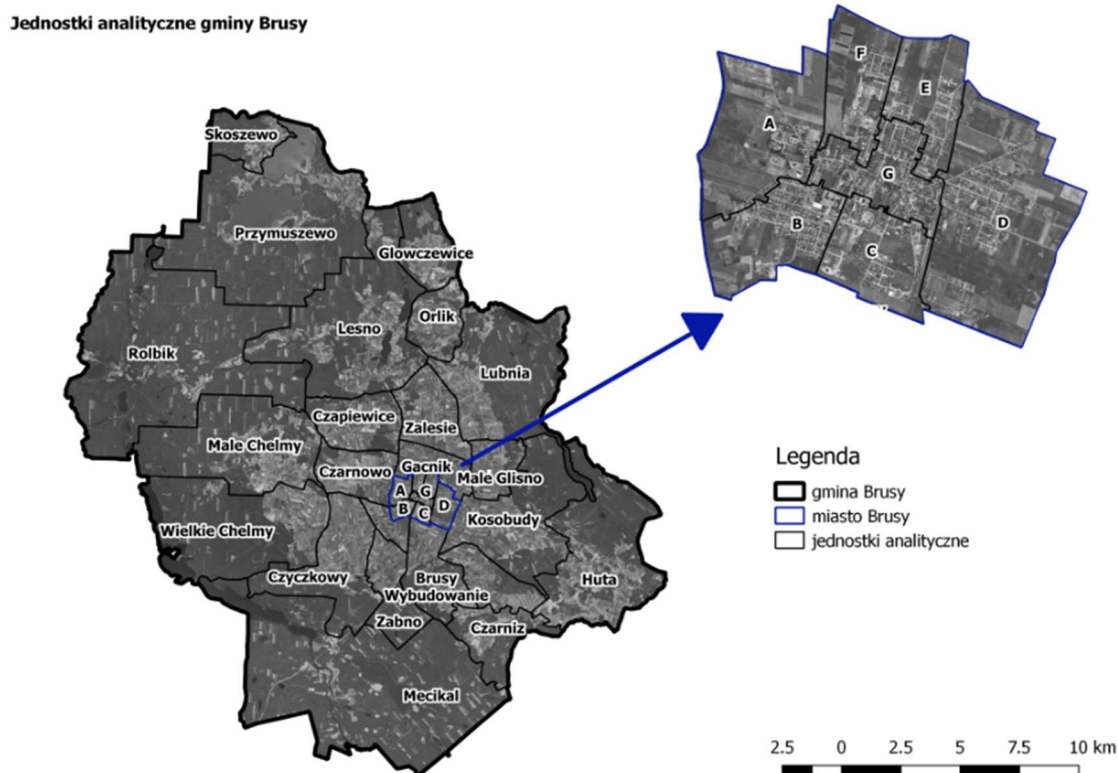 Jednostki analityczne gminy Brusy
F
E
A
G
D
B
C
Skoszewo
Przymuszewo
Glowczewice
Orlik
Lesno
Rolbik
Lubnia
Czapiewice
Zalesie
Male Chelmy
Gacnik
Czarnowo
Male Glisno
A
G
B
C
D
Kosobudy
Wielkie Chelmy
Czyczkowy
Brusy
Wybudowanie
Huta
Zabno
Czarniz
Mecikal
Legenda
gmina Brusy
miasto Brusy
jednostki analityczne
2.5 0 2.5 5 7.5 10 km